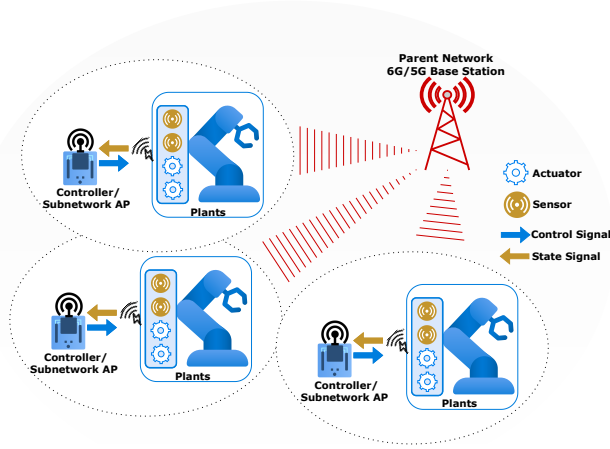 Parent Network
6G/5G Base Station
Controller/
Subnetwork AP
Plants
Actuator
Sensor
Control Signal
State Signal
Controller/
Subnetwork AP
Plants
Controller/
Subnetwork AP
Plants